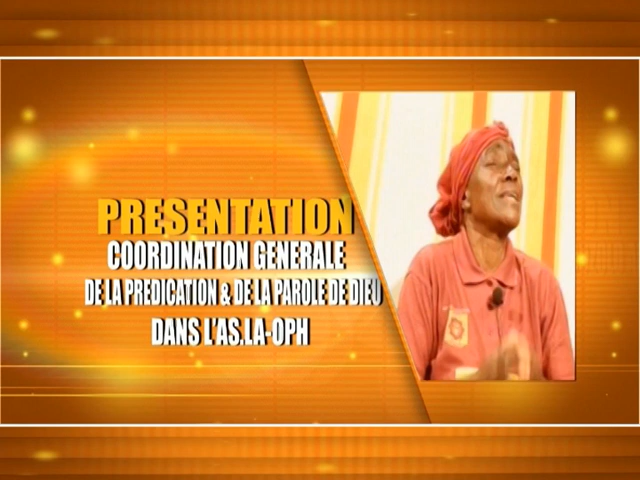 PRESENTATION
COORDINATION GENERALE
DE LA PREDICATION & DE LA PAROLE DE DIEU
DANS L'AS.LA-OPH